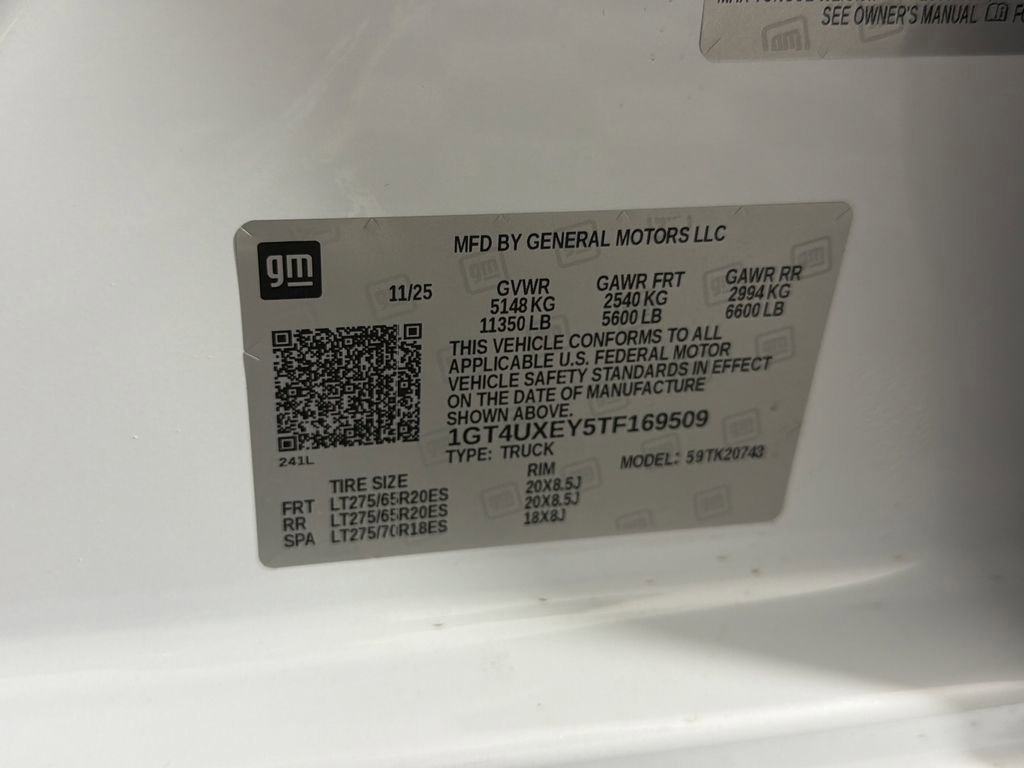 SEE OWNER'S MANUAL
gm
MFD BY GENERAL MOTORS LLC
11/25
GVWR
5148 KG
11350 LB
GAWR FRT
2540 KG
5600 LB
GAWR RR
2994 KG
6600 LB
THIS VEHICLE CONFORMS TO ALL
APPLICABLE U.S. FEDERAL MOTOR
VEHICLE SAFETY STANDARDS IN EFFECT
ON THE DATE OF MANUFACTURE
SHOWN ABOVE.
1GT4UXEY5TF169509
241L
TYPE: TRUCK
MODEL: 59TK20743
TIRE SIZE RIM
FRT LT275/65R20ES 20X8.5J
RR LT275/65R20ES 20X8.5J
SPA LT275/70R18ES 18X8J